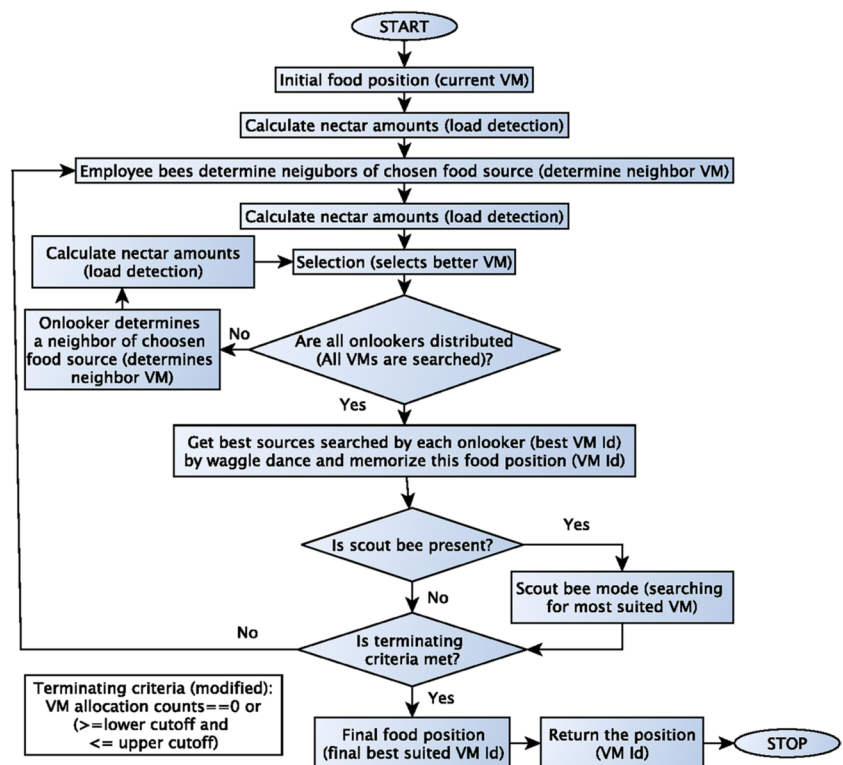 START
Initial food position (current VM)
Calculate nectar amounts (load detection)
Employee bees determine neigubors of chosen food source (determine neighbor VM)
Calculate nectar amounts (load detection)
Calculate nectar amounts
(load detection)
Selection (selects better VM)
Onlooker determines
a neighbor of choosen
food source (determines
neighbor VM)
No
Are all onlookers distributed
(All VMs are searched)?
Yes
Get best sources searched by each onlooker (best VM Id)
by waggle dance and memorize this food position (VM Id)
Is scout bee present?
Yes
Scout bee mode (searching
for most suited VM)
No
Is terminating
criteria met?
No
Yes
Terminating criteria (modified):
VM allocation counts==0 or
(>=lower cutoff and
<= upper cutoff)
Final food position
(final best suited VM Id)
Return the position
(VM Id)
STOP